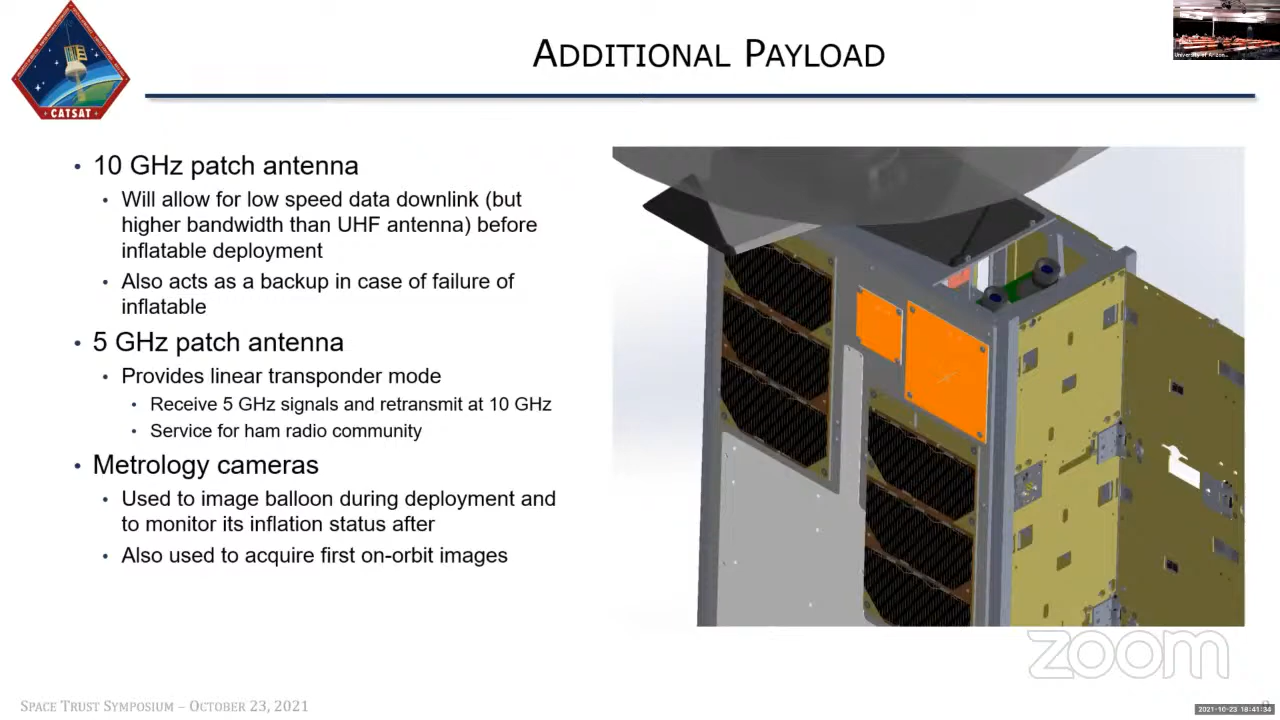 ADDITIONAL PAYLOAD
University of Arizon...
CATSAT
• 10 GHz patch antenna
• Will allow for low speed data downlink (but
higher bandwidth than UHF antenna) before
inflatable deployment
• Also acts as a backup in case of failure of
inflatable
• 5 GHz patch antenna
• Provides linear transponder mode
• Receive 5 GHz signals and retransmit at 10 GHz
• Service for ham radio community
• Metrology cameras
• Used to image balloon during deployment and
to monitor its inflation status after
• Also used to acquire first on-orbit images
zoom
SPACE TRUST SYMPOSIUM – OCTOBER 23, 2021
2021-10-23 18:41:34